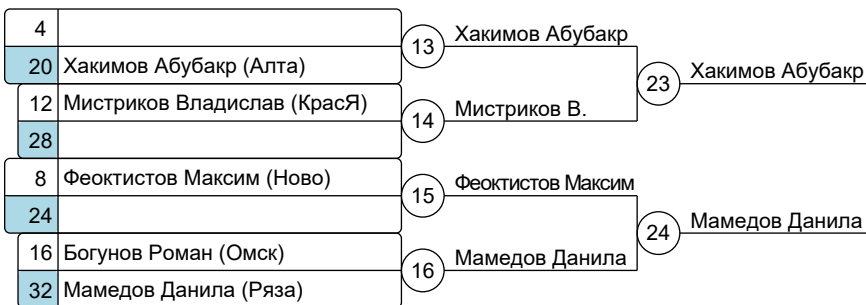 4
13
Хакимов Абубакр
20 Хакимов Абубакр (Алта)
23
Хакимов Абубакр
12 Мистриков Владислав (КрасЯ)
14
Мистриков В.
28
8 Феоктистов Максим (Ново)
15
Феоктистов Максим
24
24
Мамедов Данила
16 Богунов Роман (Омск)
16
Мамедов Данила
32 Мамедов Данила (Ряза)